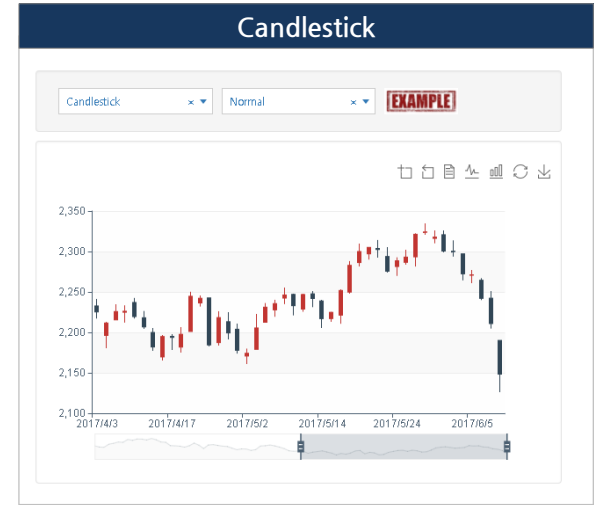 Candlestick
Candlestick × ▼ Normal × ▼ EXAMPLE
2,350
2,300
2,250
2,200
2,150
2,100
2017/4/3 2017/4/17 2017/5/2 2017/5/14 2017/5/24 2017/6/5